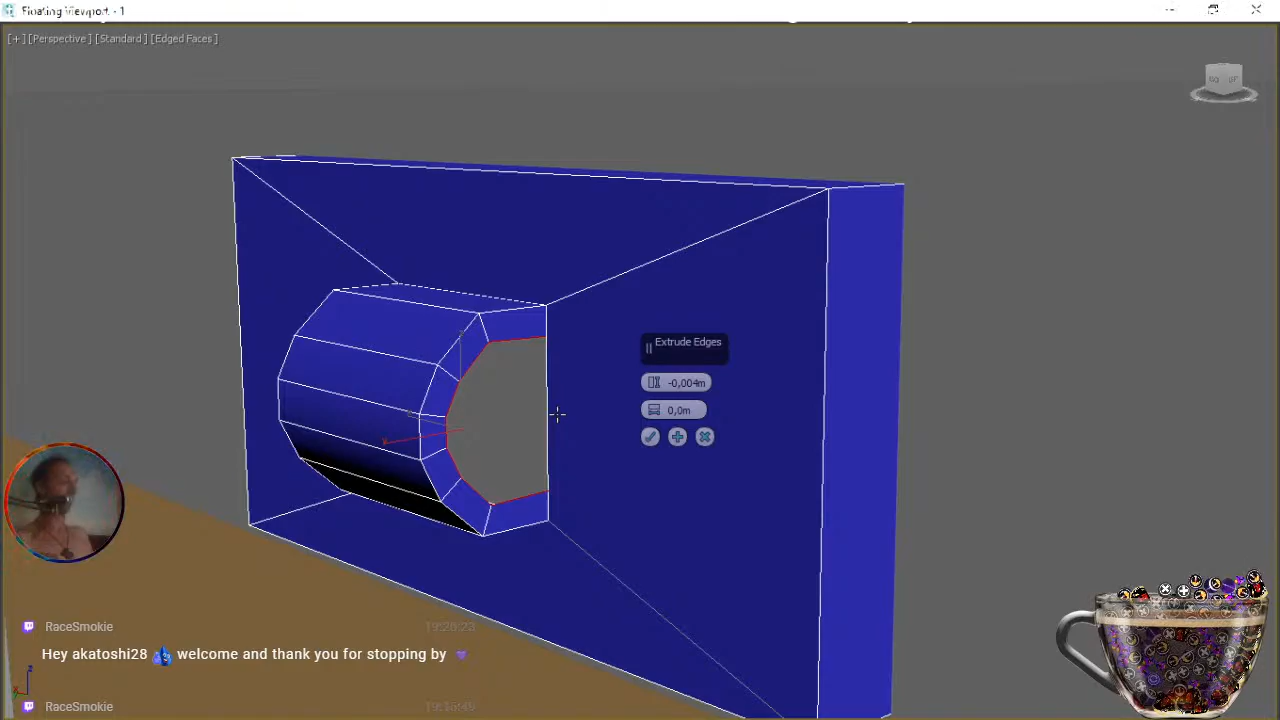 Floating Viewport - 1
[+] [Perspective] [Standard] [Edged Faces]
Extrude Edges
-0,004m
0,0m
RaceSmokie
Hey akatoshi28 welcome and thank you for stopping by
RaceSmokie